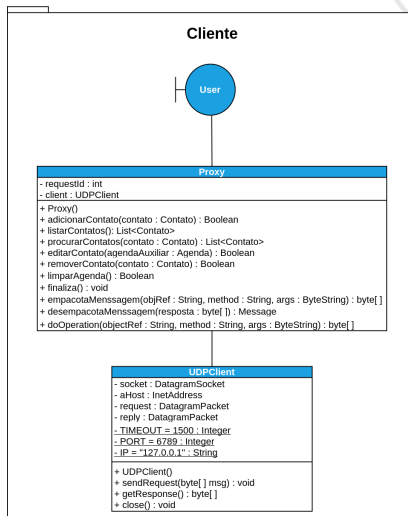 Cliente
User
Proxy
- requestId : int
- client : UDPClient
+ Proxy()
+ adicionarContato(contato : Contato) : Boolean
+ listarContatos(): List<Contato>
+ procurarContatos(contato : Contato) : List<Contato>
+ editarContato(agendaAuxiliar : Agenda) : Boolean
+ removerContato(contato : Contato) : Boolean
+ limparAgenda() : Boolean
+ finaliza() : void
+ empacotaMenssagem(objRef : String, method : String, args : ByteString) : byte[ ]
+ desempacotaMenssagem(resposta : byte[ ]) : Message
+ doOperation(objectRef : String, method : String, args : ByteString) : byte[ ]
UDPClient
- socket : DatagramSocket
- aHost : InetAddress
- request : DatagramPacket
- reply : DatagramPacket
- TIMEOUT = 1500 : Integer
- PORT = 6789 : Integer
- IP = "127.0.0.1" : String
+ UDPClient()
+ sendRequest(byte[ ] msg) : void
+ getResponse() : byte[ ]
+ close() : void